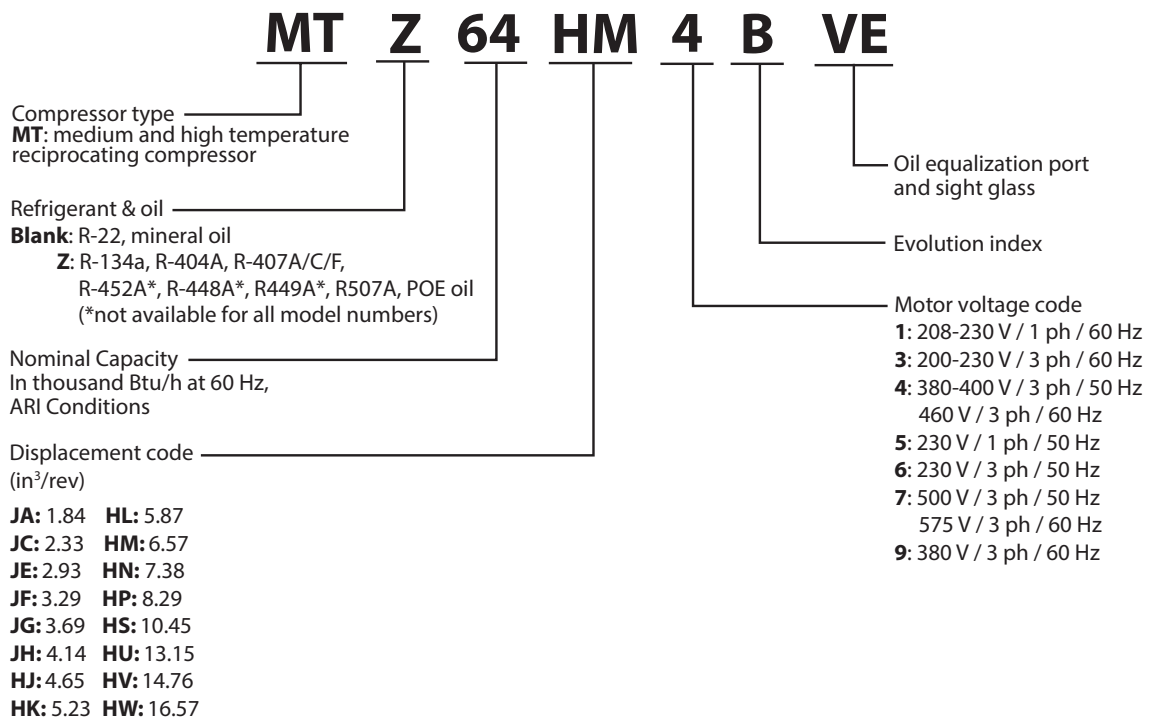 MT Z 64 HM 4 B VE
Compressor type
MT: medium and high temperature
reciprocating compressor
Refrigerant & oil
Blank: R-22, mineral oil
Z: R-134a, R-404A, R-407A/C/F,
R-452A*, R-448A*, R449A*, R507A, POE oil
(*not available for all model numbers)
Nominal Capacity
In thousand Btu/h at 60 Hz,
ARI Conditions
Displacement code
(in³/rev)
JA: 1.84 HL: 5.87
JC: 2.33 HM: 6.57
JE: 2.93 HN: 7.38
JF: 3.29 HP: 8.29
JG: 3.69 HS: 10.45
JH: 4.14 HU: 13.15
HJ: 4.65 HV: 14.76
HK: 5.23 HW: 16.57
Oil equalization port
and sight glass
Evolution index
Motor voltage code
1: 208-230 V / 1 ph / 60 Hz
3: 200-230 V / 3 ph / 60 Hz
4: 380-400 V / 3 ph / 50 Hz
460 V / 3 ph / 60 Hz
5: 230 V / 1 ph / 50 Hz
6: 230 V / 3 ph / 50 Hz
7: 500 V / 3 ph / 50 Hz
575 V / 3 ph / 60 Hz
9: 380 V / 3 ph / 60 Hz